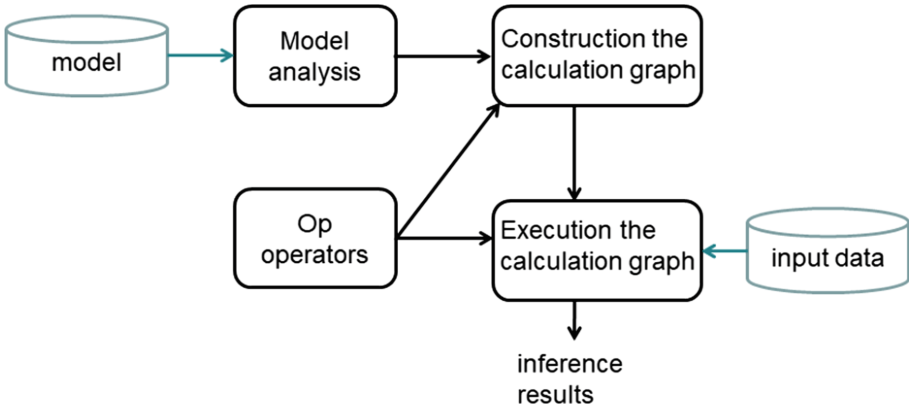 model
Model
analysis
Construction the
calculation graph
Op
operators
Execution the
calculation graph
input data
inference
results